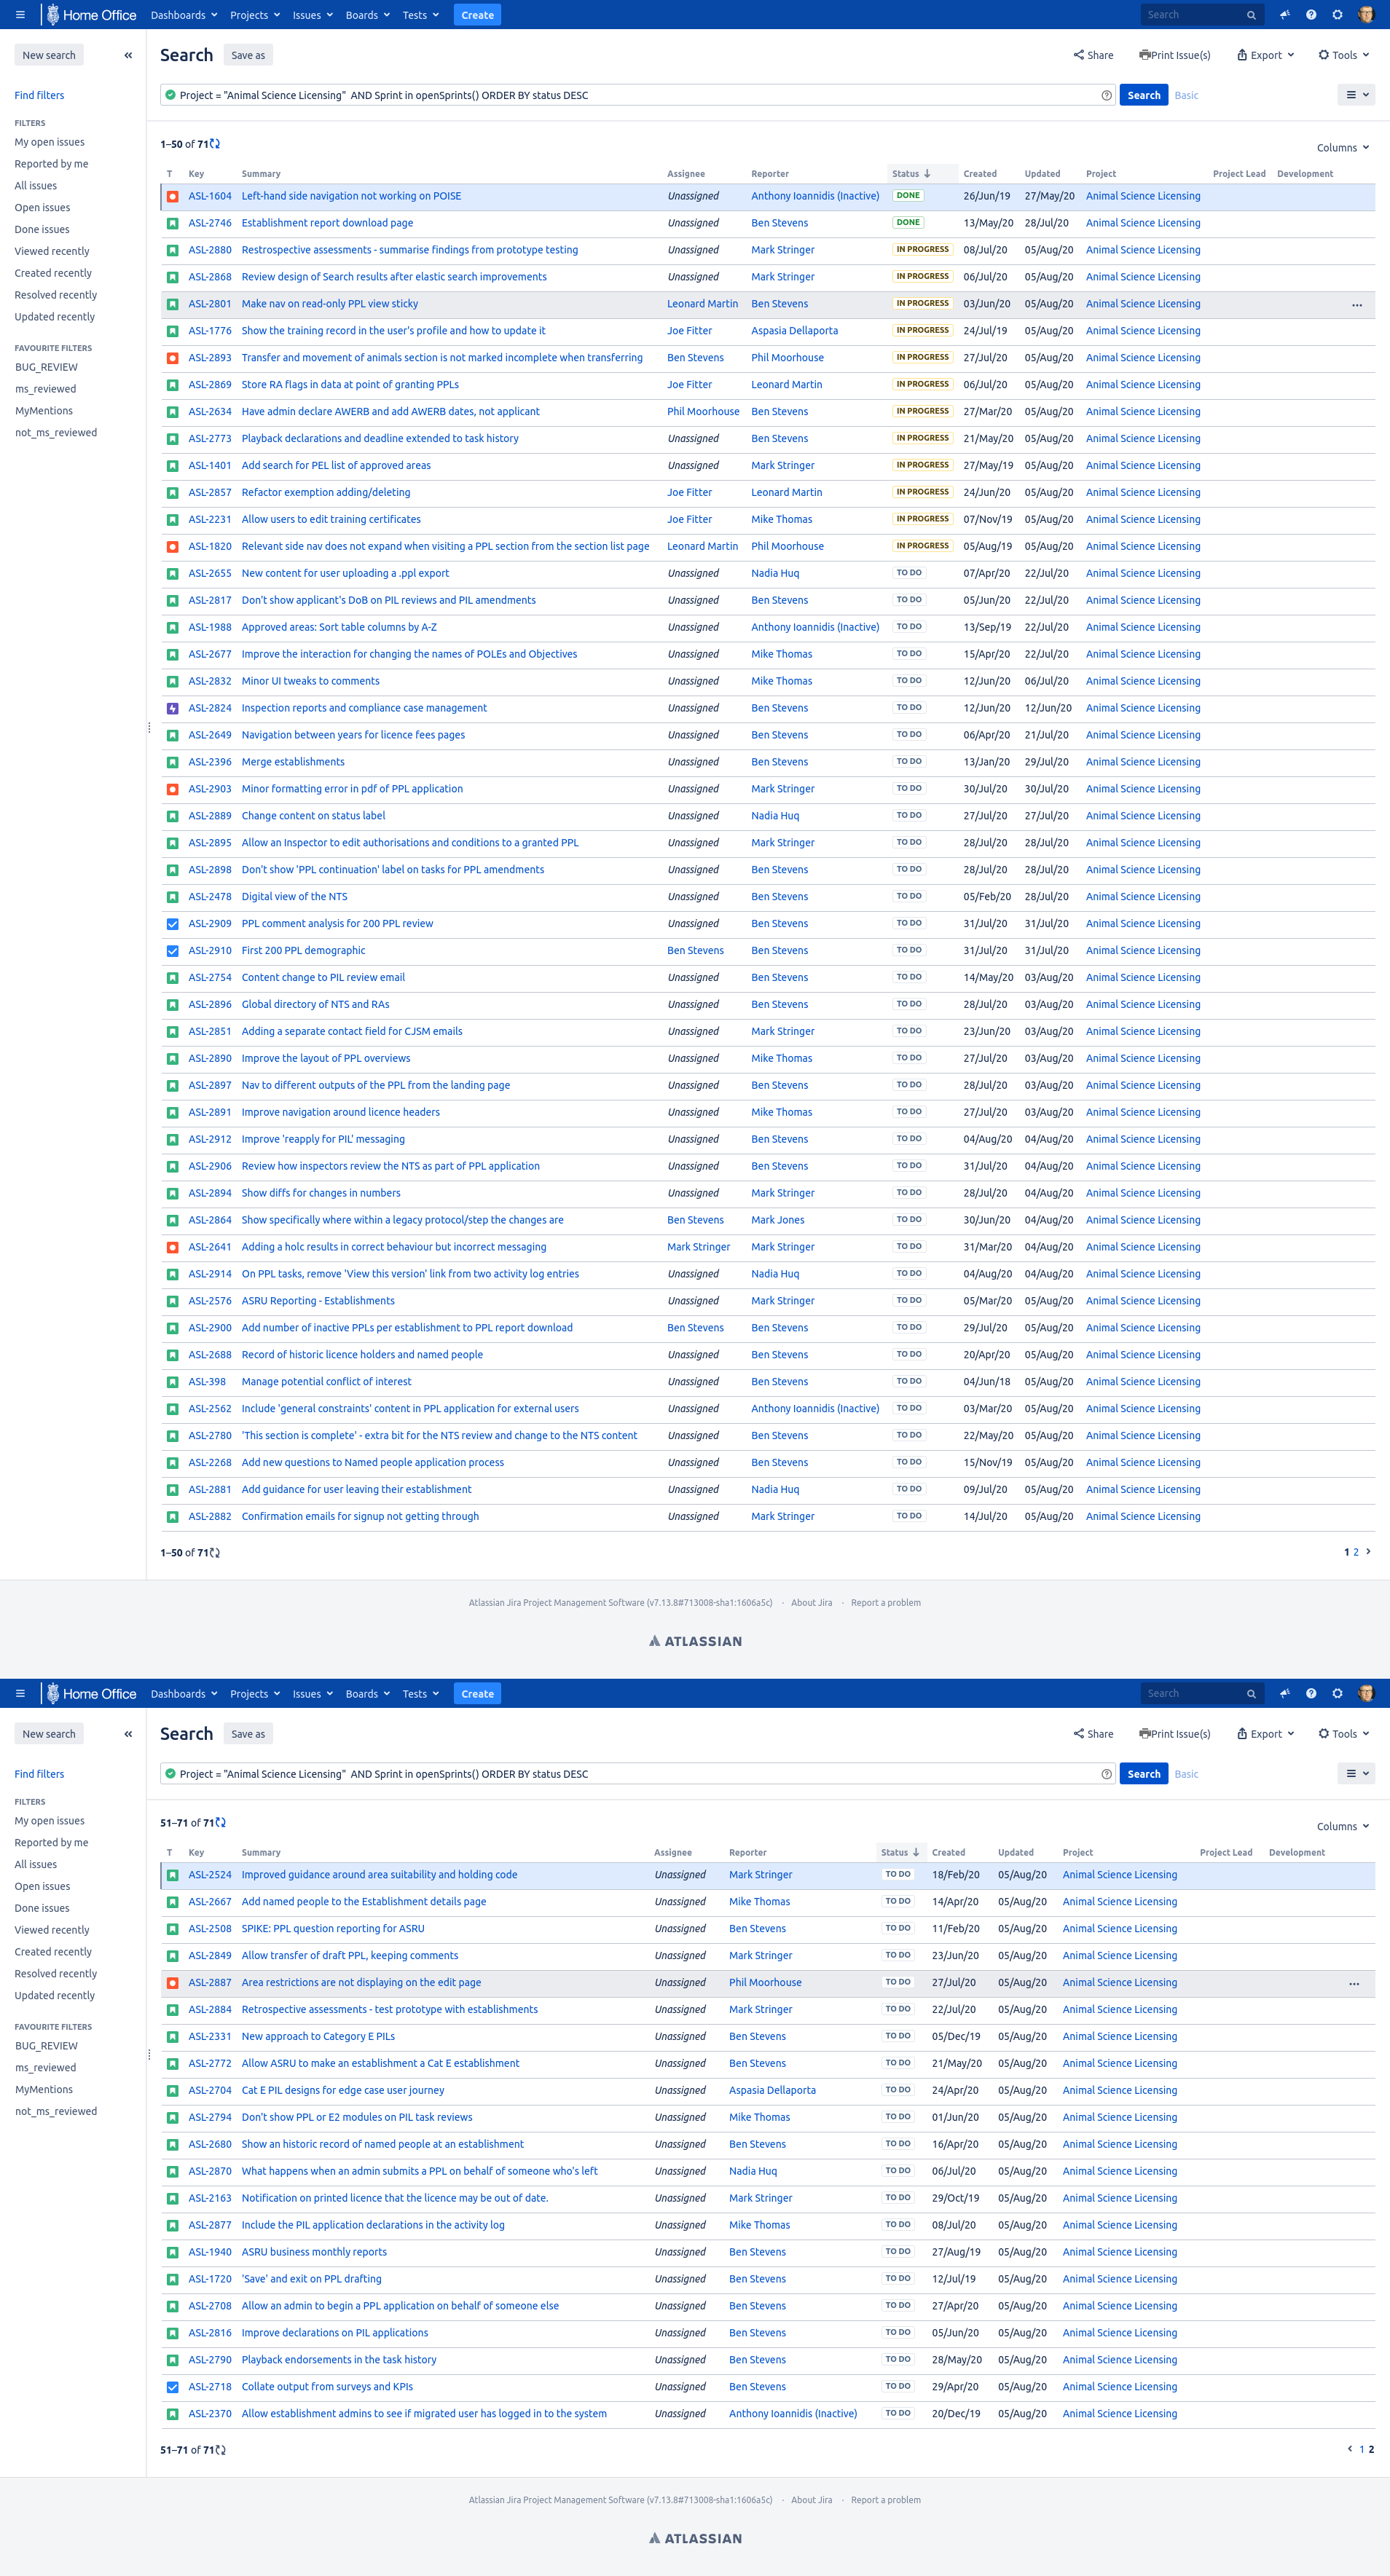 Home Office Dashboards Projects Issues Boards Tests Create Search
New search
Find filters
FILTERS
My open issues
Reported by me
All issues
Open issues
Done issues
Viewed recently
Created recently
Resolved recently
Updated recently
FAVOURITE FILTERS
BUG_REVIEW
ms_reviewed
MyMentions
not_ms_reviewed
Search Save as Share Print Issue(s) Export Tools
Project = "Animal Science Licensing" AND Sprint in openSprints() ORDER BY status DESC Search Basic
1–50 of 71 Columns
T Key Summary Assignee Reporter Status Created Updated Project Project Lead Development
ASL-1604 Left-hand side navigation not working on POISE Unassigned Anthony Ioannidis (Inactive) DONE 26/Jun/19 27/May/20 Animal Science Licensing
ASL-2746 Establishment report download page Unassigned Ben Stevens DONE 13/May/20 28/Jul/20 Animal Science Licensing
ASL-2880 Restrospective assessments - summarise findings from prototype testing Unassigned Mark Stringer IN PROGRESS 08/Jul/20 05/Aug/20 Animal Science Licensing
ASL-2868 Review design of Search results after elastic search improvements Unassigned Mark Stringer IN PROGRESS 06/Jul/20 05/Aug/20 Animal Science Licensing
ASL-2801 Make nav on read-only PPL view sticky Leonard Martin Ben Stevens IN PROGRESS 03/Jun/20 05/Aug/20 Animal Science Licensing
ASL-1776 Show the training record in the user's profile and how to update it Joe Fitter Aspasia Dellaporta IN PROGRESS 24/Jul/19 05/Aug/20 Animal Science Licensing
ASL-2893 Transfer and movement of animals section is not marked incomplete when transferring Ben Stevens Phil Moorhouse IN PROGRESS 27/Jul/20 05/Aug/20 Animal Science Licensing
ASL-2869 Store RA flags in data at point of granting PPLs Joe Fitter Leonard Martin IN PROGRESS 06/Jul/20 05/Aug/20 Animal Science Licensing
ASL-2634 Have admin declare AWERB and add AWERB dates, not applicant Phil Moorhouse Ben Stevens IN PROGRESS 27/Mar/20 05/Aug/20 Animal Science Licensing
ASL-2773 Playback declarations and deadline extended to task history Unassigned Ben Stevens IN PROGRESS 21/May/20 05/Aug/20 Animal Science Licensing
ASL-1401 Add search for PEL list of approved areas Unassigned Mark Stringer IN PROGRESS 27/May/19 05/Aug/20 Animal Science Licensing
ASL-2857 Refactor exemption adding/deleting Joe Fitter Leonard Martin IN PROGRESS 24/Jun/20 05/Aug/20 Animal Science Licensing
ASL-2231 Allow users to edit training certificates Joe Fitter Mike Thomas IN PROGRESS 07/Nov/19 05/Aug/20 Animal Science Licensing
ASL-1820 Relevant side nav does not expand when visiting a PPL section from the section list page Leonard Martin Phil Moorhouse IN PROGRESS 05/Aug/19 05/Aug/20 Animal Science Licensing
ASL-2655 New content for user uploading a .ppl export Unassigned Nadia Huq TO DO 07/Apr/20 22/Jul/20 Animal Science Licensing
ASL-2817 Don't show applicant's DoB on PIL reviews and PIL amendments Unassigned Ben Stevens TO DO 05/Jun/20 22/Jul/20 Animal Science Licensing
ASL-1988 Approved areas: Sort table columns by A-Z Unassigned Anthony Ioannidis (Inactive) TO DO 13/Sep/19 22/Jul/20 Animal Science Licensing
ASL-2677 Improve the interaction for changing the names of POLEs and Objectives Unassigned Mike Thomas TO DO 15/Apr/20 22/Jul/20 Animal Science Licensing
ASL-2832 Minor UI tweaks to comments Unassigned Mike Thomas TO DO 12/Jun/20 06/Jul/20 Animal Science Licensing
ASL-2824 Inspection reports and compliance case management Unassigned Ben Stevens TO DO 12/Jun/20 12/Jun/20 Animal Science Licensing
ASL-2649 Navigation between years for licence fees pages Unassigned Ben Stevens TO DO 06/Apr/20 21/Jul/20 Animal Science Licensing
ASL-2396 Merge establishments Unassigned Ben Stevens TO DO 13/Jan/20 29/Jul/20 Animal Science Licensing
ASL-2903 Minor formatting error in pdf of PPL application Unassigned Mark Stringer TO DO 30/Jul/20 30/Jul/20 Animal Science Licensing
ASL-2889 Change content on status label Unassigned Nadia Huq TO DO 27/Jul/20 27/Jul/20 Animal Science Licensing
ASL-2895 Allow an Inspector to edit authorisations and conditions to a granted PPL Unassigned Mark Stringer TO DO 28/Jul/20 28/Jul/20 Animal Science Licensing
ASL-2898 Don't show 'PPL continuation' label on tasks for PPL amendments Unassigned Ben Stevens TO DO 28/Jul/20 28/Jul/20 Animal Science Licensing
ASL-2478 Digital view of the NTS Unassigned Ben Stevens TO DO 05/Feb/20 28/Jul/20 Animal Science Licensing
ASL-2909 PPL comment analysis for 200 PPL review Unassigned Ben Stevens TO DO 31/Jul/20 31/Jul/20 Animal Science Licensing
ASL-2910 First 200 PPL demographic Ben Stevens Ben Stevens TO DO 31/Jul/20 31/Jul/20 Animal Science Licensing
ASL-2754 Content change to PIL review email Unassigned Ben Stevens TO DO 14/May/20 03/Aug/20 Animal Science Licensing
ASL-2896 Global directory of NTS and RAs Unassigned Ben Stevens TO DO 28/Jul/20 03/Aug/20 Animal Science Licensing
ASL-2851 Adding a separate contact field for CJSM emails Unassigned Mark Stringer TO DO 23/Jun/20 03/Aug/20 Animal Science Licensing
ASL-2890 Improve the layout of PPL overviews Unassigned Mike Thomas TO DO 27/Jul/20 03/Aug/20 Animal Science Licensing
ASL-2897 Nav to different outputs of the PPL from the landing page Unassigned Ben Stevens TO DO 28/Jul/20 03/Aug/20 Animal Science Licensing
ASL-2891 Improve navigation around licence headers Unassigned Mike Thomas TO DO 27/Jul/20 03/Aug/20 Animal Science Licensing
ASL-2912 Improve 'reapply for PIL' messaging Unassigned Ben Stevens TO DO 04/Aug/20 04/Aug/20 Animal Science Licensing
ASL-2906 Review how inspectors review the NTS as part of PPL application Unassigned Ben Stevens TO DO 31/Jul/20 04/Aug/20 Animal Science Licensing
ASL-2894 Show diffs for changes in numbers Unassigned Mark Stringer TO DO 28/Jul/20 04/Aug/20 Animal Science Licensing
ASL-2864 Show specifically where within a legacy protocol/step the changes are Ben Stevens Mark Jones TO DO 30/Jun/20 04/Aug/20 Animal Science Licensing
ASL-2641 Adding a holc results in correct behaviour but incorrect messaging Mark Stringer Mark Stringer TO DO 31/Mar/20 04/Aug/20 Animal Science Licensing
ASL-2914 On PPL tasks, remove 'View this version' link from two activity log entries Unassigned Nadia Huq TO DO 04/Aug/20 04/Aug/20 Animal Science Licensing
ASL-2576 ASRU Reporting - Establishments Unassigned Mark Stringer TO DO 05/Mar/20 05/Aug/20 Animal Science Licensing
ASL-2900 Add number of inactive PPLs per establishment to PPL report download Ben Stevens Ben Stevens TO DO 29/Jul/20 05/Aug/20 Animal Science Licensing
ASL-2688 Record of historic licence holders and named people Unassigned Ben Stevens TO DO 20/Apr/20 05/Aug/20 Animal Science Licensing
ASL-398 Manage potential conflict of interest Unassigned Ben Stevens TO DO 04/Jun/18 05/Aug/20 Animal Science Licensing
ASL-2562 Include 'general constraints' content in PPL application for external users Unassigned Anthony Ioannidis (Inactive) TO DO 03/Mar/20 05/Aug/20 Animal Science Licensing
ASL-2780 'This section is complete' - extra bit for the NTS review and change to the NTS content Unassigned Ben Stevens TO DO 22/May/20 05/Aug/20 Animal Science Licensing
ASL-2268 Add new questions to Named people application process Unassigned Ben Stevens TO DO 15/Nov/19 05/Aug/20 Animal Science Licensing
ASL-2881 Add guidance for user leaving their establishment Unassigned Nadia Huq TO DO 09/Jul/20 05/Aug/20 Animal Science Licensing
ASL-2882 Confirmation emails for signup not getting through Unassigned Mark Stringer TO DO 14/Jul/20 05/Aug/20 Animal Science Licensing
1–50 of 71 1 2
Atlassian Jira Project Management Software (v7.13.8#713008-sha1:1606a5c) · About Jira · Report a problem
ATLASSIAN
Home Office Dashboards Projects Issues Boards Tests Create Search
New search
Find filters
FILTERS
My open issues
Reported by me
All issues
Open issues
Done issues
Viewed recently
Created recently
Resolved recently
Updated recently
FAVOURITE FILTERS
BUG_REVIEW
ms_reviewed
MyMentions
not_ms_reviewed
Search Save as Share Print Issue(s) Export Tools
Project = "Animal Science Licensing" AND Sprint in openSprints() ORDER BY status DESC Search Basic
51–71 of 71 Columns
T Key Summary Assignee Reporter Status Created Updated Project Project Lead Development
ASL-2524 Improved guidance around area suitability and holding code Unassigned Mark Stringer TO DO 18/Feb/20 05/Aug/20 Animal Science Licensing
ASL-2667 Add named people to the Establishment details page Unassigned Mike Thomas TO DO 14/Apr/20 05/Aug/20 Animal Science Licensing
ASL-2508 SPIKE: PPL question reporting for ASRU Unassigned Ben Stevens TO DO 11/Feb/20 05/Aug/20 Animal Science Licensing
ASL-2849 Allow transfer of draft PPL, keeping comments Unassigned Mark Stringer TO DO 23/Jun/20 05/Aug/20 Animal Science Licensing
ASL-2887 Area restrictions are not displaying on the edit page Unassigned Phil Moorhouse TO DO 27/Jul/20 05/Aug/20 Animal Science Licensing
ASL-2884 Retrospective assessments - test prototype with establishments Unassigned Mark Stringer TO DO 22/Jul/20 05/Aug/20 Animal Science Licensing
ASL-2331 New approach to Category E PILs Unassigned Ben Stevens TO DO 05/Dec/19 05/Aug/20 Animal Science Licensing
ASL-2772 Allow ASRU to make an establishment a Cat E establishment Unassigned Ben Stevens TO DO 21/May/20 05/Aug/20 Animal Science Licensing
ASL-2704 Cat E PIL designs for edge case user journey Unassigned Aspasia Dellaporta TO DO 24/Apr/20 05/Aug/20 Animal Science Licensing
ASL-2794 Don't show PPL or E2 modules on PIL task reviews Unassigned Mike Thomas TO DO 01/Jun/20 05/Aug/20 Animal Science Licensing
ASL-2680 Show an historic record of named people at an establishment Unassigned Ben Stevens TO DO 16/Apr/20 05/Aug/20 Animal Science Licensing
ASL-2870 What happens when an admin submits a PPL on behalf of someone who's left Unassigned Nadia Huq TO DO 06/Jul/20 05/Aug/20 Animal Science Licensing
ASL-2163 Notification on printed licence that the licence may be out of date. Unassigned Mark Stringer TO DO 29/Oct/19 05/Aug/20 Animal Science Licensing
ASL-2877 Include the PIL application declarations in the activity log Unassigned Mike Thomas TO DO 08/Jul/20 05/Aug/20 Animal Science Licensing
ASL-1940 ASRU business monthly reports Unassigned Ben Stevens TO DO 27/Aug/19 05/Aug/20 Animal Science Licensing
ASL-1720 'Save' and exit on PPL drafting Unassigned Ben Stevens TO DO 12/Jul/19 05/Aug/20 Animal Science Licensing
ASL-2708 Allow an admin to begin a PPL application on behalf of someone else Unassigned Ben Stevens TO DO 27/Apr/20 05/Aug/20 Animal Science Licensing
ASL-2816 Improve declarations on PIL applications Unassigned Ben Stevens TO DO 05/Jun/20 05/Aug/20 Animal Science Licensing
ASL-2790 Playback endorsements in the task history Unassigned Ben Stevens TO DO 28/May/20 05/Aug/20 Animal Science Licensing
ASL-2718 Collate output from surveys and KPIs Unassigned Ben Stevens TO DO 29/Apr/20 05/Aug/20 Animal Science Licensing
ASL-2370 Allow establishment admins to see if migrated user has logged in to the system Unassigned Anthony Ioannidis (Inactive) TO DO 20/Dec/19 05/Aug/20 Animal Science Licensing
51–71 of 71 1 2
Atlassian Jira Project Management Software (v7.13.8#713008-sha1:1606a5c) · About Jira · Report a problem
ATLASSIAN